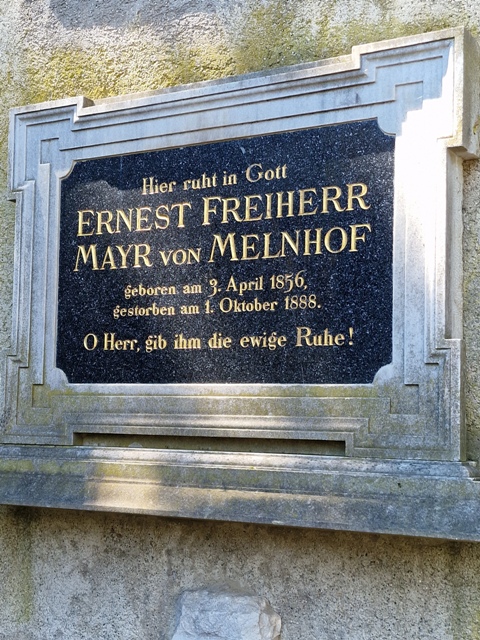 Hier ruht in Gott
ERNEST FREIHERR
MAYR VON MELNHOF
geboren am 3. April 1856,
gestorben am 1. Oktober 1888.
O Herr, gib ihm die ewige Ruhe!